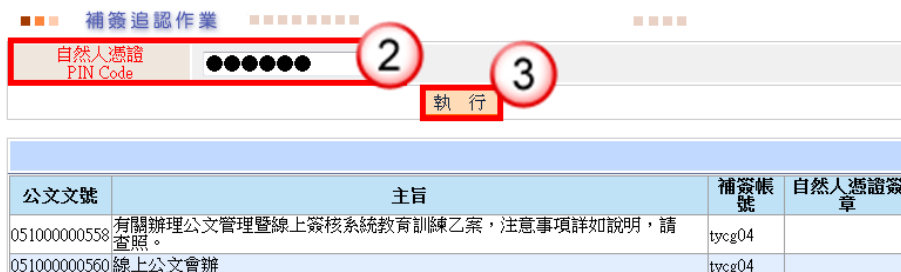 補簽追認作業
自然人憑證
PIN Code
●●●●●●
2
3
執 行
公文文號 主旨 補簽帳號 自然人憑證簽章
051000000558 有關辦理公文管理暨線上簽核系統教育訓練乙案，注意事項詳如說明，請查照。 tycg04
051000000560 線上公文會辦 tycg04